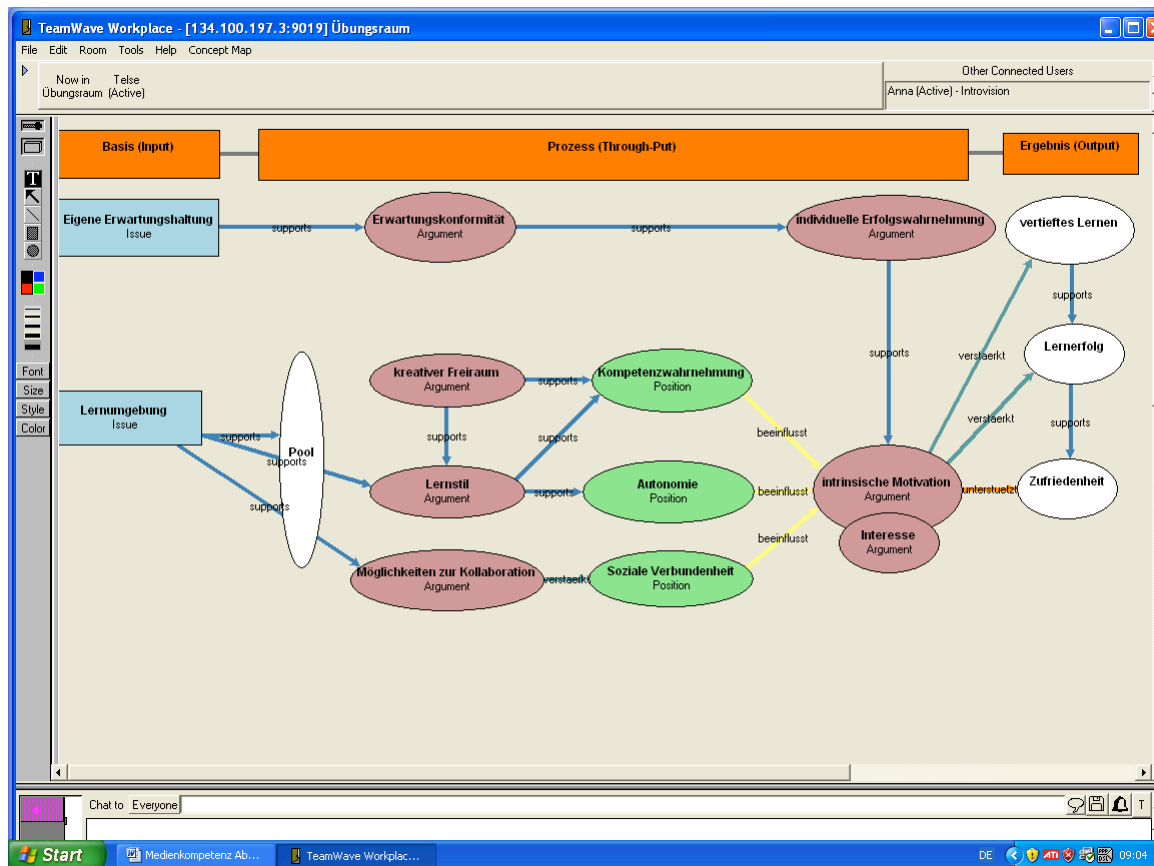 TeamWave Workplace - [134.100.197.3:9019] Übungsraum
File Edit Room Tools Help Concept Map
Now in Übungsraum
Telse (Active)
Other Connected Users
Anna (Active) - Introvision
Basis (Input)
Prozess (Through-Put)
Ergebnis (Output)
Eigene Erwartungshaltung
Issue
supports
Erwartungskonformität
Argument
supports
individuelle Erfolgswahrnehmung
Argument
vertieftes Lernen
supports
supports
verstaerkt
Lernerfolg
kreativer Freiraum
Argument
supports
Kompetenzwahrnehmung
Position
Lernumgebung
Issue
supports
supports
supports
Pool
supports
supports
beeinflusst
verstaerkt
supports
Lernstil
Argument
supports
Autonomie
Position
beeinflusst
intrinsische Motivation
Argument
unterstuetzt
Zufriedenheit
Interesse
Argument
beeinflusst
Möglichkeiten zur Kollaboration
Argument
verstaerkt
Soziale Verbundenheit
Position
T
Font
Size
Style
Color
Chat to Everyone
T
Start
Medienkompetenz Ab...
TeamWave Workplac...
DE
ATI
09:04